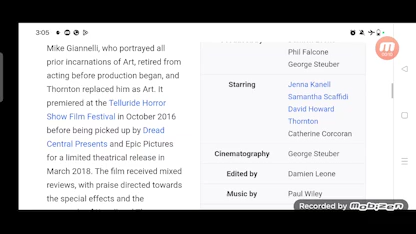 3:05
Mike Giannelli, who portrayed all
prior incarnations of Art, retired from
acting before production began, and
Thornton replaced him as Art. It
premiered at the Telluride Horror
Show Film Festival in October 2016
before being picked up by Dread
Central Presents and Epic Pictures
for a limited theatrical release in
March 2018. The film received mixed
reviews, with praise directed towards
the special effects and the
Phil Falcone
George Steuber
Starring
Jenna Kanell
Samantha Scaffidi
David Howard
Thornton
Catherine Corcoran
Cinematography
George Steuber
Edited by
Damien Leone
Music by
Paul Wiley
Recorded by Mobizen